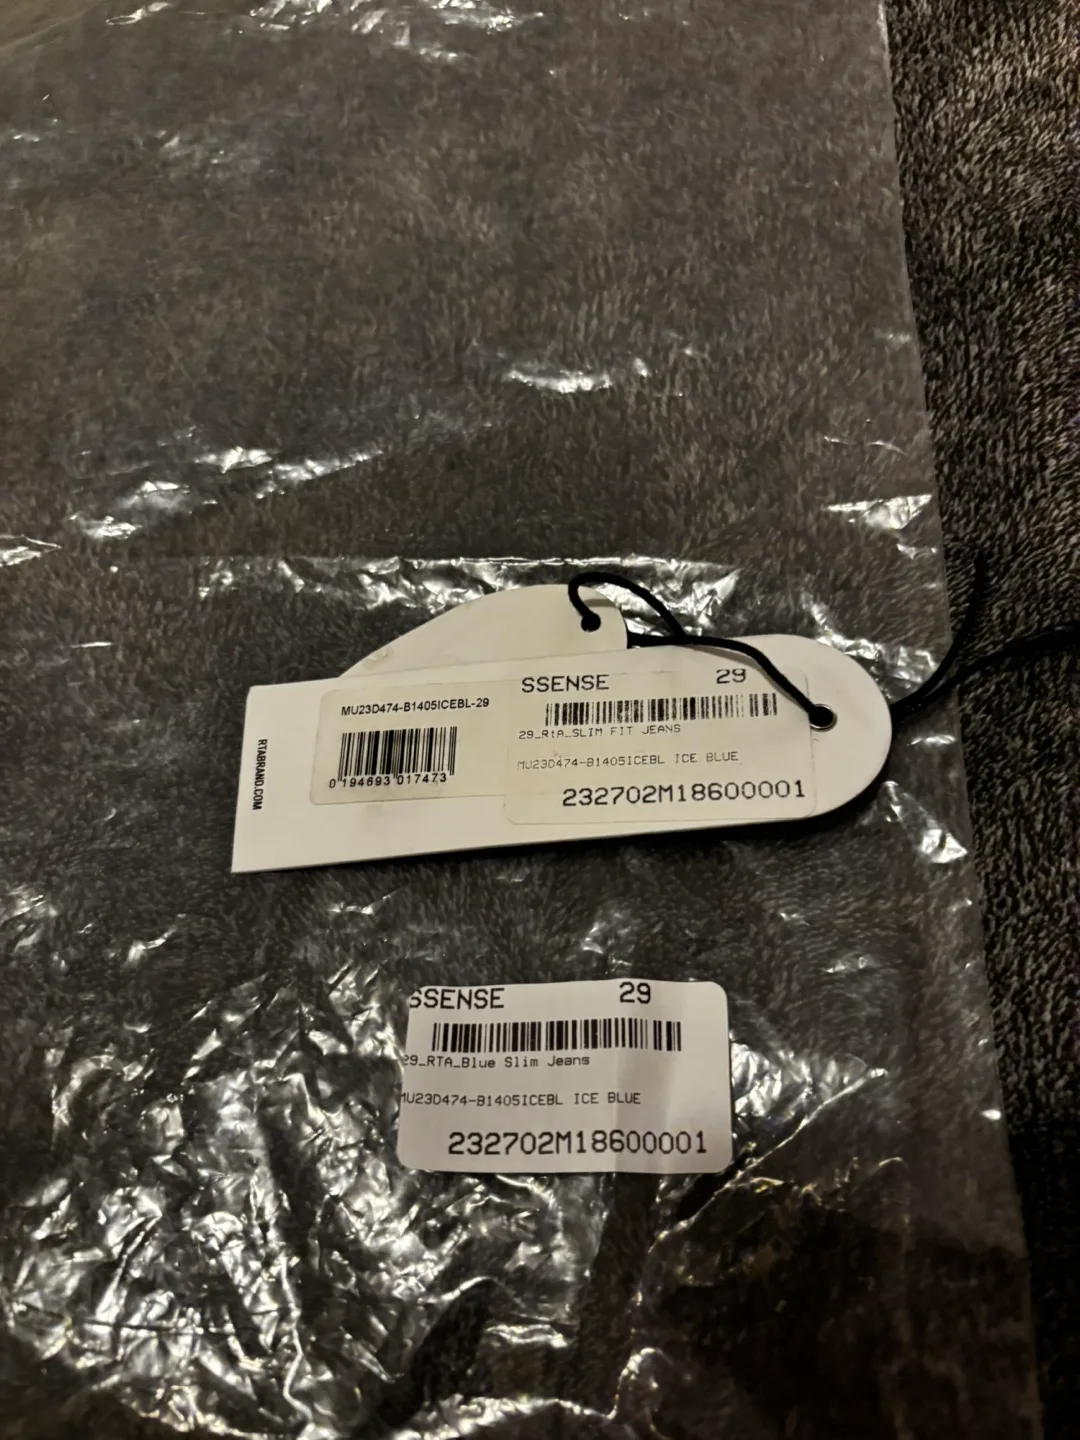 SSENSE 29
MU23D474-B1405ICEBL-29
29_RtA_SLIM FIT JEANS
MU23D474-B1405ICEBL ICE BLUE
0 194693 017473
232702M18600001
RTABRAND.COM
SSENSE 29
29_RTA_Blue Slim Jeans
MU23D474-B1405ICEBL ICE BLUE
232702M18600001